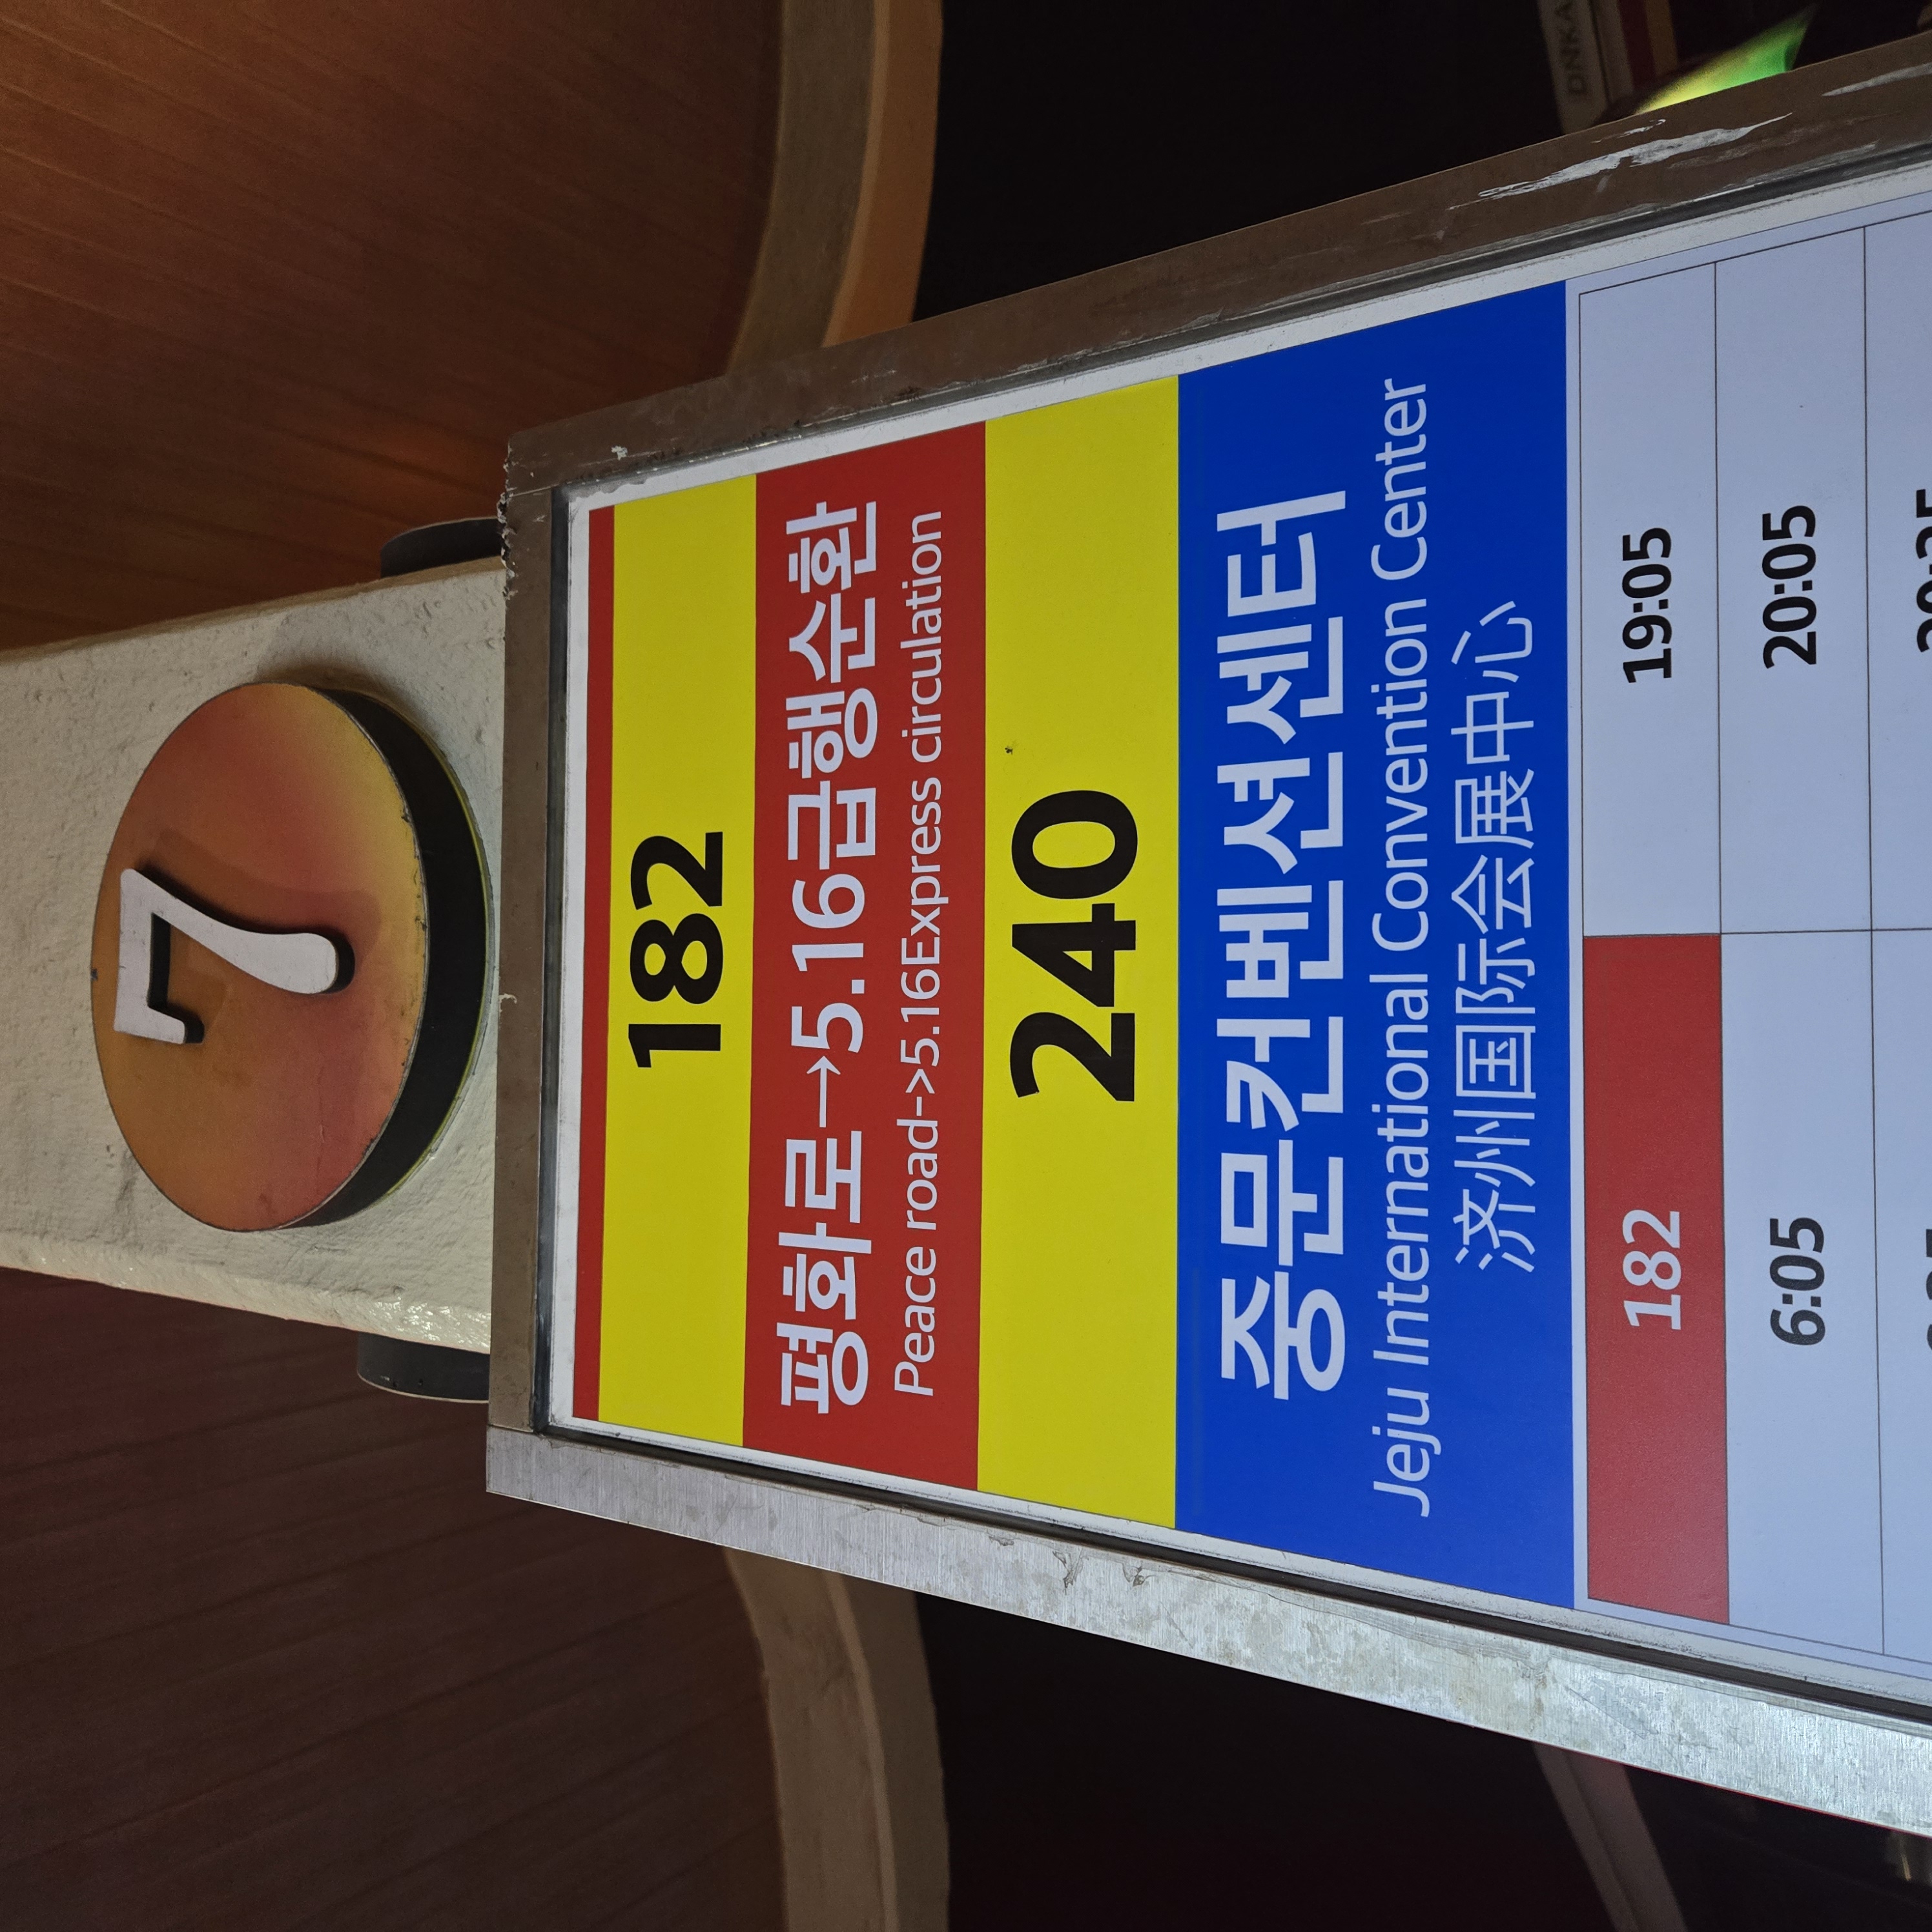 7
182
평화로→5.16급행순환
Peace road->5.16Express circulation
240
중문컨벤션센터
Jeju International Convention Center
济州国际会展中心
182 19:05
6:05 20:05